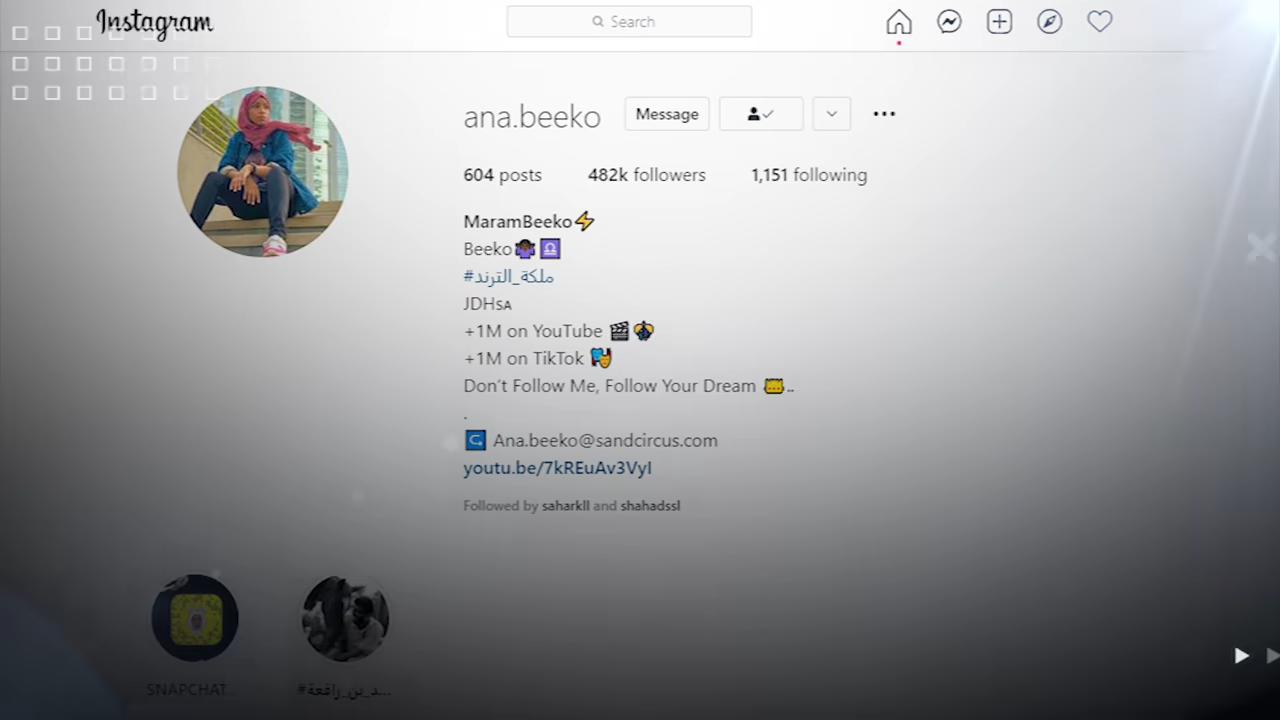 Instagram
Search
ana.beeko Message
604 posts 482k followers 1,151 following
MaramBeeko⚡
Beeko🤷🏿‍♀️♎
#ملكة_الترند
JDHsᴀ
+1M on YouTube 🎬
+1M on TikTok 🎭
Don't Follow Me, Follow Your Dream ..
.
Ana.beeko@sandcircus.com
youtu.be/7kREuAv3VyI
Followed by saharkll and shahadssl
SNAPCHAT... #د_بن_رافعة...